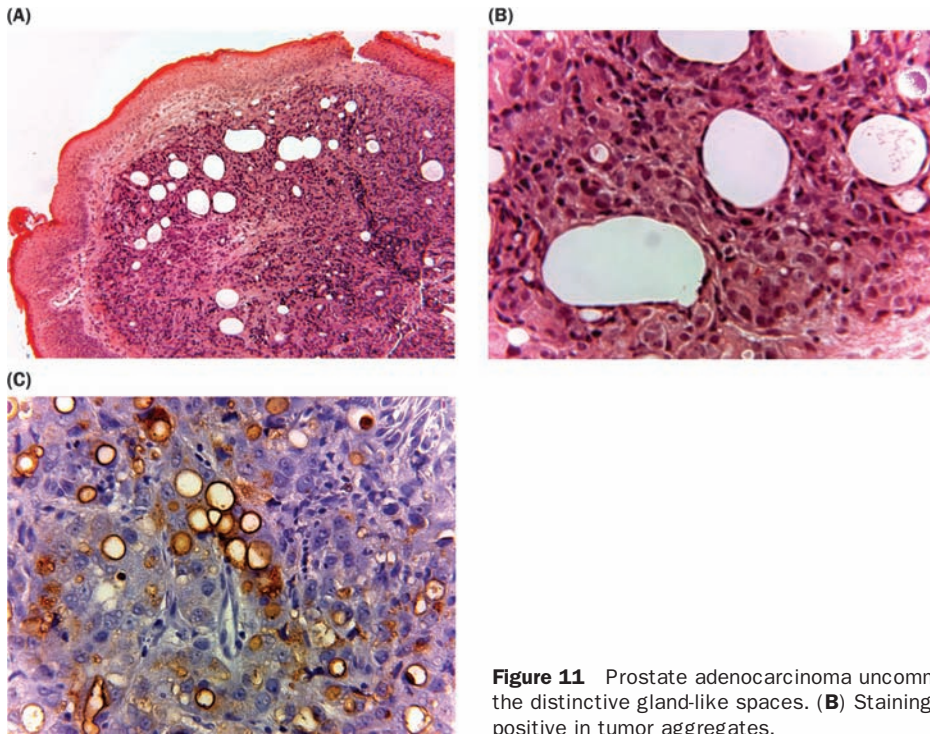 (A)
(B)
(C)
Figure 11 Prostate adenocarcinoma uncomm
the distinctive gland-like spaces. (B) Staining
positive in tumor aggregates.